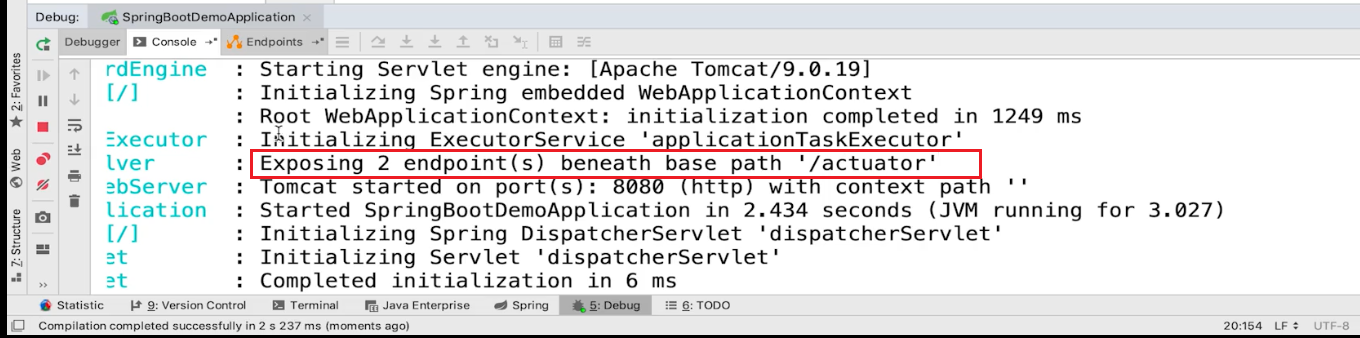 Debug: SpringBootDemoApplication ×
Debugger Console Endpoints
rdEngine : Starting Servlet engine: [Apache Tomcat/9.0.19]
[/] : Initializing Spring embedded WebApplicationContext
: Root WebApplicationContext: initialization completed in 1249 ms
Executor : Initializing ExecutorService 'applicationTaskExecutor'
lver : Exposing 2 endpoint(s) beneath base path '/actuator'
ebServer : Tomcat started on port(s): 8080 (http) with context path ''
lication : Started SpringBootDemoApplication in 2.434 seconds (JVM running for 3.027)
[/] : Initializing Spring DispatcherServlet 'dispatcherServlet'
et : Initializing Servlet 'dispatcherServlet'
et : Completed initialization in 6 ms
2: Favorites
Web
7: Structure
Statistic 9: Version Control Terminal Java Enterprise Spring 5: Debug 6: TODO
Compilation completed successfully in 2 s 237 ms (moments ago) 20:154 LF UTF-8